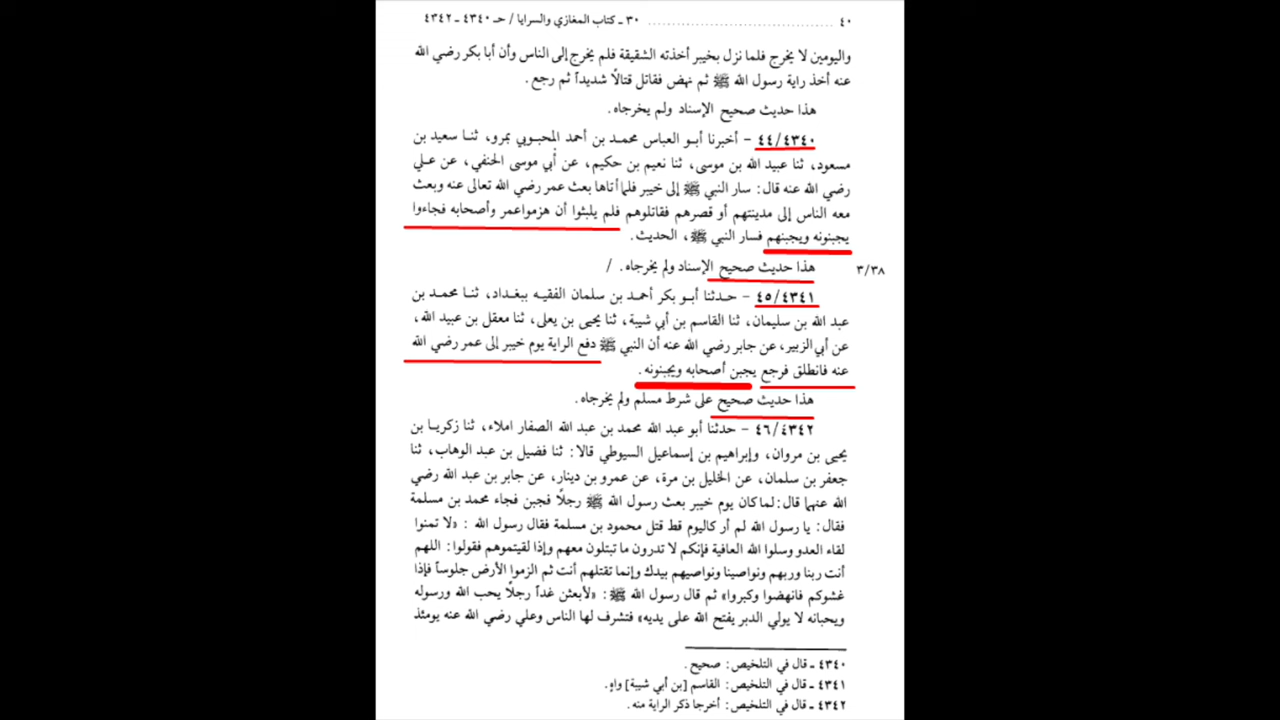 ٤٠ ........ ٣٠ ـ كتاب المغازي والسرايا / حـ ٤٣٤٠ ـ ٤٣٤٢
واليومين لا يخرج فلما نزل بخيبر أخذته الشقيقة فلم يخرج إلى الناس وأن أبا بكر رضي الله
عنه أخذ راية رسول الله ﷺ ثم نهض فقاتل قتالًا شديداً ثم رجع.
هذا حديث صحيح الإسناد ولم يخرجاه.
٤٤/٤٣٤٠ - أخبرنا أبو العباس محمد بن أحمد المحبوبي بمرو، ثنا سعيد بن
مسعود، ثنا عبيد الله بن موسى، ثنا نعيم بن حكيم، عن أبي موسى الحنفي، عن علي
رضي الله عنه قال: سار النبي ﷺ إلى خيبر فلما أتاها بعث عمر رضي الله تعالى عنه وبعث
معه الناس إلى مدينتهم أو قصرهم فقاتلوهم فلم يلبثوا أن هزموا عمر وأصحابه فجاءوا
يجبنونه ويجبنهم فسار النبي ﷺ، الحديث.
هذا حديث صحيح الإسناد ولم يخرجاه. /
٣/٣٨
٤٥/٤٣٤١ - حدثنا أبو بكر أحمد بن سلمان الفقيه ببغداد، ثنا محمد بن
عبد الله بن سليمان، ثنا القاسم بن أبي شيبة، ثنا يحيى بن يعلى، ثنا معقل بن عبيد الله،
عن أبي الزبير، عن جابر رضي الله عنه أن النبي ﷺ دفع الراية يوم خيبر إلى عمر رضي الله
عنه فانطلق فرجع يجبن أصحابه ويجبنونه.
هذا حديث صحيح على شرط مسلم ولم يخرجاه.
٤٦/٤٣٤٢ - حدثنا أبو عبد الله محمد بن عبد الله الصفار املاء، ثنا زكريا بن
يحيى بن مروان، وإبراهيم بن إسماعيل السيوطي قالا: ثنا فضيل بن عبد الوهاب، ثنا
جعفر بن سلمان، عن الخليل بن مرة، عن عمرو بن دينار، عن جابر بن عبد الله رضي
الله عنهما قال: لما كان يوم خيبر بعث رسول الله ﷺ رجلًا فجبن فجاء محمد بن مسلمة
فقال: يا رسول الله لم أر كاليوم قط قتل محمود بن مسلمة فقال رسول الله : «لا تمنوا
لقاء العدو وسلوا الله العافية فإنكم لا تدرون ما تبتلون معهم وإذا لقيتموهم فقولوا: اللهم
أنت ربنا وربهم ونواصينا ونواصيهم بيدك وإنما تقتلهم أنت ثم الزموا الأرض جلوساً فإذا
غشوكم فانهضوا وكبروا» ثم قال رسول الله ﷺ: «لأبعثن غداً رجلًا يحب الله ورسوله
ويحبانه لا يولي الدبر يفتح الله على يديه» فتشرف لها الناس وعلي رضي الله عنه يومئذ
٤٣٤٠ ـ قال في التلخيص: صحيح.
٤٣٤١ ـ قال في التلخيص: القاسم [بن أبي شيبة] واهٍ.
٤٣٤٢ ـ قال في التلخيص: أخرجا ذكر الراية منه.